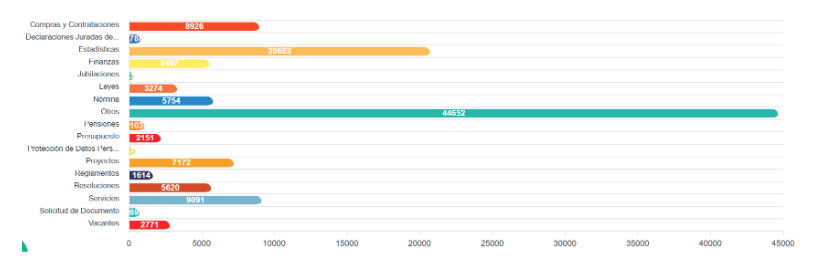 Compras y Contrataciones 8926
Declaraciones Juradas de...
Estadísticas 20682
Finanzas 5497
Jubilaciones
Leyes 3274
Nómina 5754
Otros 44652
Pensiones
Presupuesto 2151
Protección de Datos Pers...
Proyectos 7172
Reglamentos 1614
Resoluciones 5620
Servicios 9091
Solicitud de Documento
Vacantes 2771
0 5000 10000 15000 20000 25000 30000 35000 40000 45000